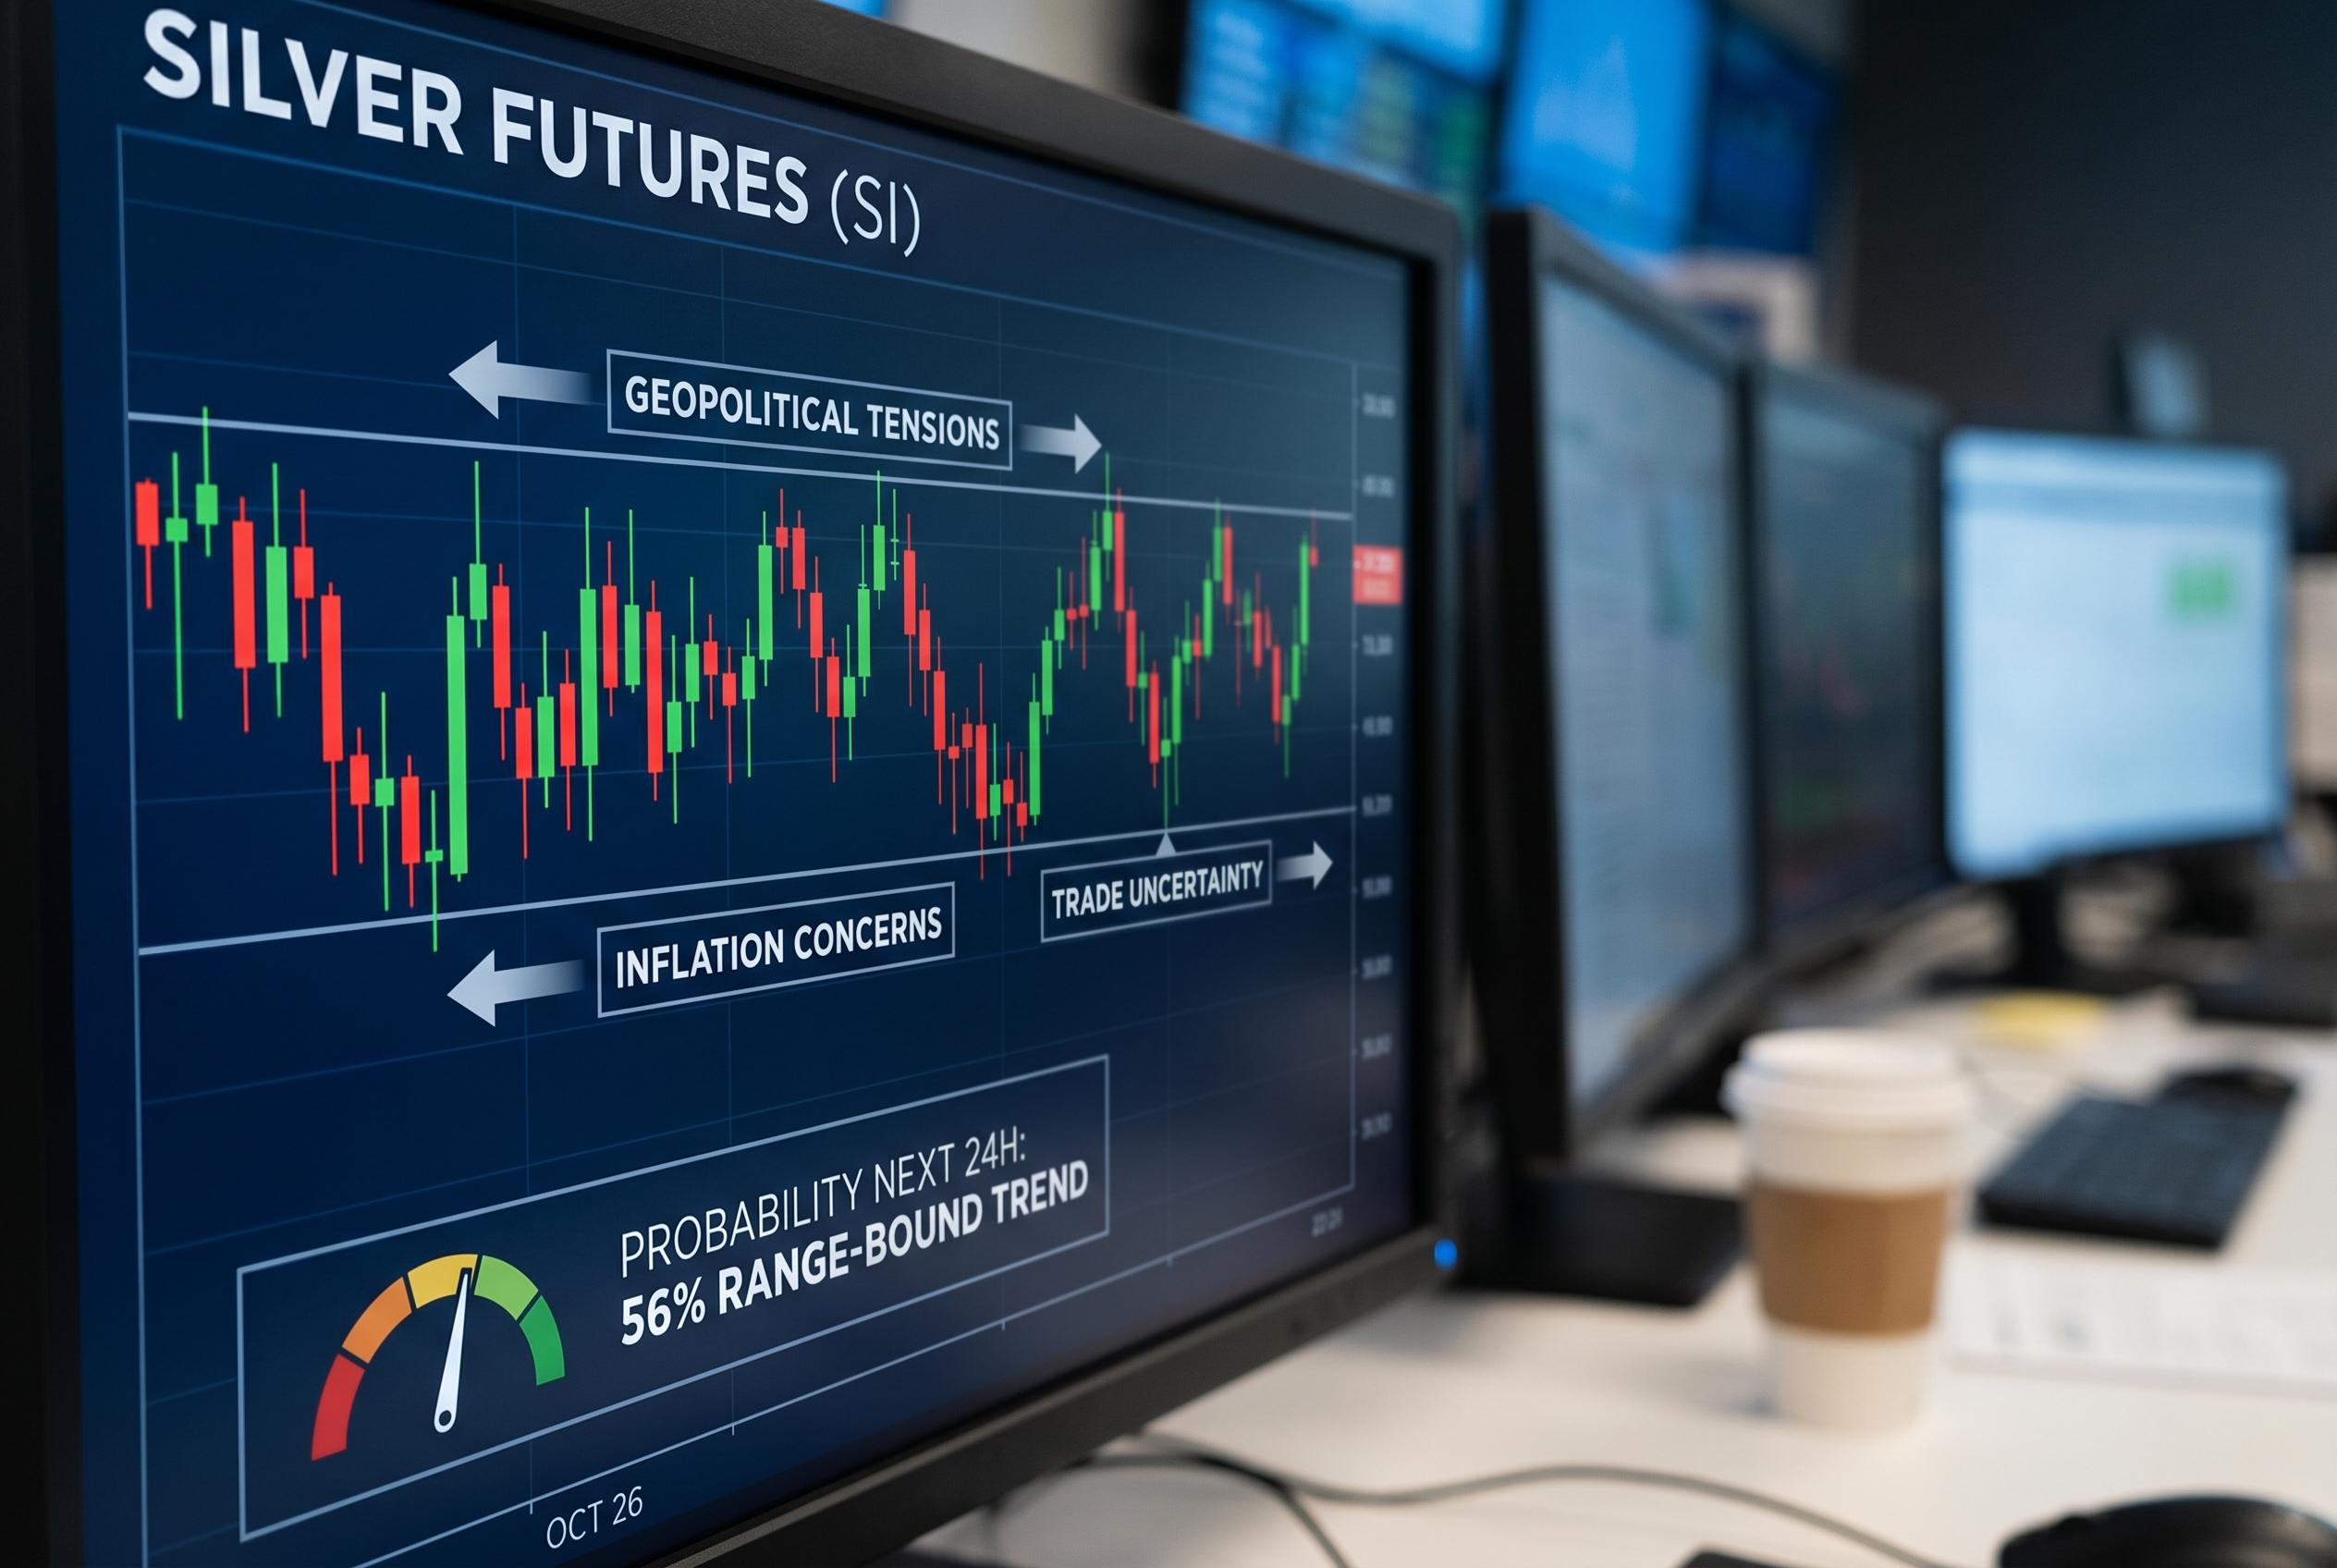 SILVER FUTURES (SI)
GEOPOLITICAL TENSIONS
INFLATION CONCERNS
TRADE UNCERTAINTY
PROBABILITY NEXT 24H:
56% RANGE-BOUND TREND
OCT 26